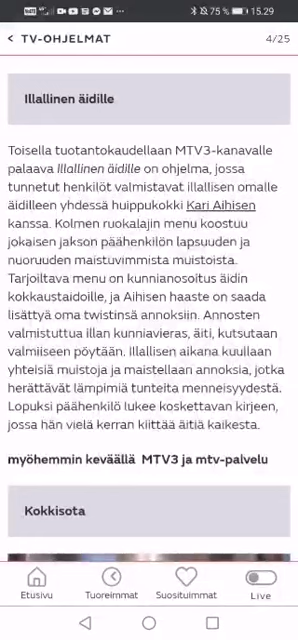 75 % 15.29
< TV-OHJELMAT 4/25
Illallinen äidille
Toisella tuotantokaudellaan MTV3-kanavalle
palaava Illallinen äidille on ohjelma, jossa
tunnetut henkilöt valmistavat illallisen omalle
äidilleen yhdessä huippukokki Kari Aihisen
kanssa. Kolmen ruokalajin menu koostuu
jokaisen jakson päähenkilön lapsuuden ja
nuoruuden maistuvimmista muistoista.
Tarjoiltava menu on kunnianosoitus äidin
kokkaustaidoille, ja Aihisen haaste on saada
lisättyä oma twistinsä annoksiin. Annosten
valmistuttua illan kunniavieras, äiti, kutsutaan
valmiiseen pöytään. Illallisen aikana kuullaan
yhteisiä muistoja ja maistellaan annoksia, jotka
herättävät lämpimiä tunteita menneisyydestä.
Lopuksi päähenkilö lukee koskettavan kirjeen,
jossa hän vielä kerran kiittää äitiä kaikesta.
myöhemmin keväällä MTV3 ja mtv-palvelu
Kokkisota
Etusivu Tuoreimmat Suosituimmat Live